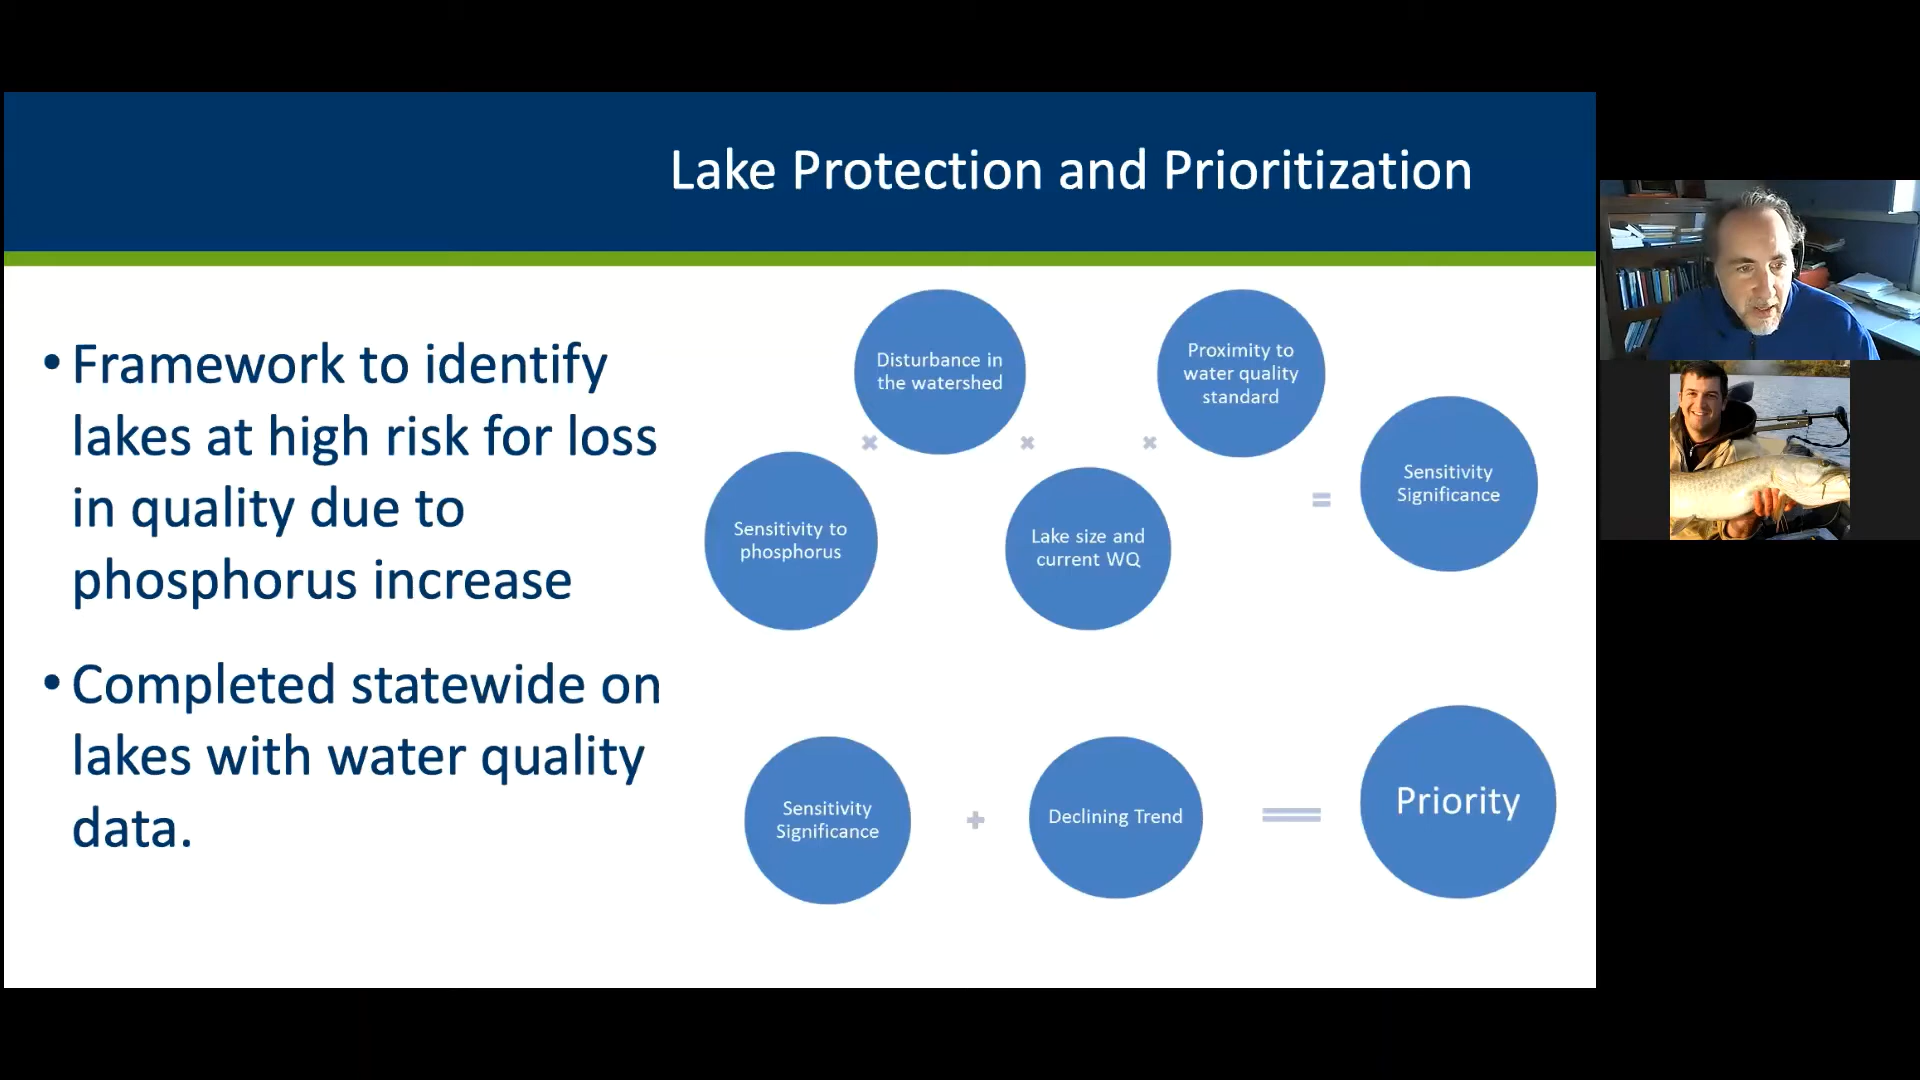 Lake Protection and Prioritization
• Framework to identify
lakes at high risk for loss
in quality due to
phosphorus increase
• Completed statewide on
lakes with water quality
data.
Disturbance in
the watershed
Proximity to
water quality
standard
Sensitivity
Significance
Sensitivity to
phosphorus
Lake size and
current WQ
×
×
×
=
Sensitivity
Significance
+
Declining Trend
=
Priority